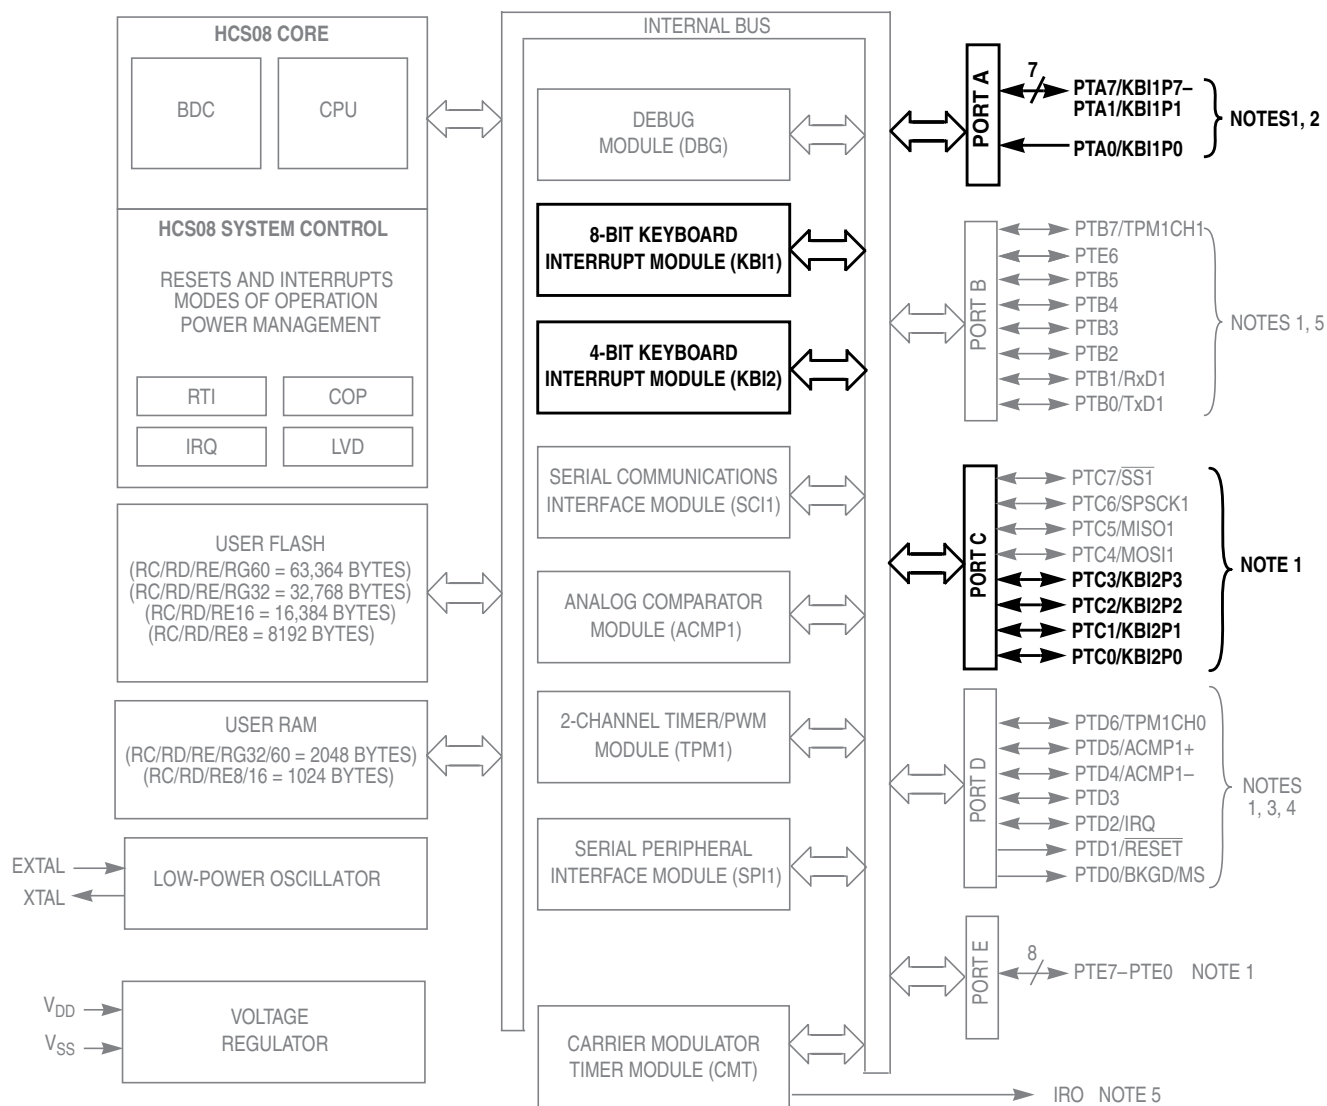 HCS08 CORE
BDC
CPU
HCS08 SYSTEM CONTROL
RESETS AND INTERRUPTS
MODES OF OPERATION
POWER MANAGEMENT
RTI
COP
IRQ
LVD
USER FLASH
(RC/RD/RE/RG60 = 63,364 BYTES)
(RC/RD/RE/RG32 = 32,768 BYTES)
(RC/RD/RE16 = 16,384 BYTES)
(RC/RD/RE8 = 8192 BYTES)
USER RAM
(RC/RD/RE/RG32/60 = 2048 BYTES)
(RC/RD/RE8/16 = 1024 BYTES)
EXTAL
XTAL
LOW-POWER OSCILLATOR
VDD
VSS
VOLTAGE
REGULATOR
INTERNAL BUS
DEBUG
MODULE (DBG)
8-BIT KEYBOARD
INTERRUPT MODULE (KBI1)
4-BIT KEYBOARD
INTERRUPT MODULE (KBI2)
SERIAL COMMUNICATIONS
INTERFACE MODULE (SCI1)
ANALOG COMPARATOR
MODULE (ACMP1)
2-CHANNEL TIMER/PWM
MODULE (TPM1)
SERIAL PERIPHERAL
INTERFACE MODULE (SPI1)
CARRIER MODULATOR
TIMER MODULE (CMT)
PORT A
7
PTA7/KBI1P7–
PTA1/KBI1P1
PTA0/KBI1P0
NOTES1, 2
PORT B
PTB7/TPM1CH1
PTE6
PTB5
PTB4
PTB3
PTB2
PTB1/RxD1
PTB0/TxD1
NOTES 1, 5
PORT C
PTC7/SS1
PTC6/SPSCK1
PTC5/MISO1
PTC4/MOSI1
PTC3/KBI2P3
PTC2/KBI2P2
PTC1/KBI2P1
PTC0/KBI2P0
NOTE 1
PORT D
PTD6/TPM1CH0
PTD5/ACMP1+
PTD4/ACMP1–
PTD3
PTD2/IRQ
PTD1/RESET
PTD0/BKGD/MS
NOTES
1, 3, 4
PORT E
8
PTE7–PTE0 NOTE 1
IRO NOTE 5